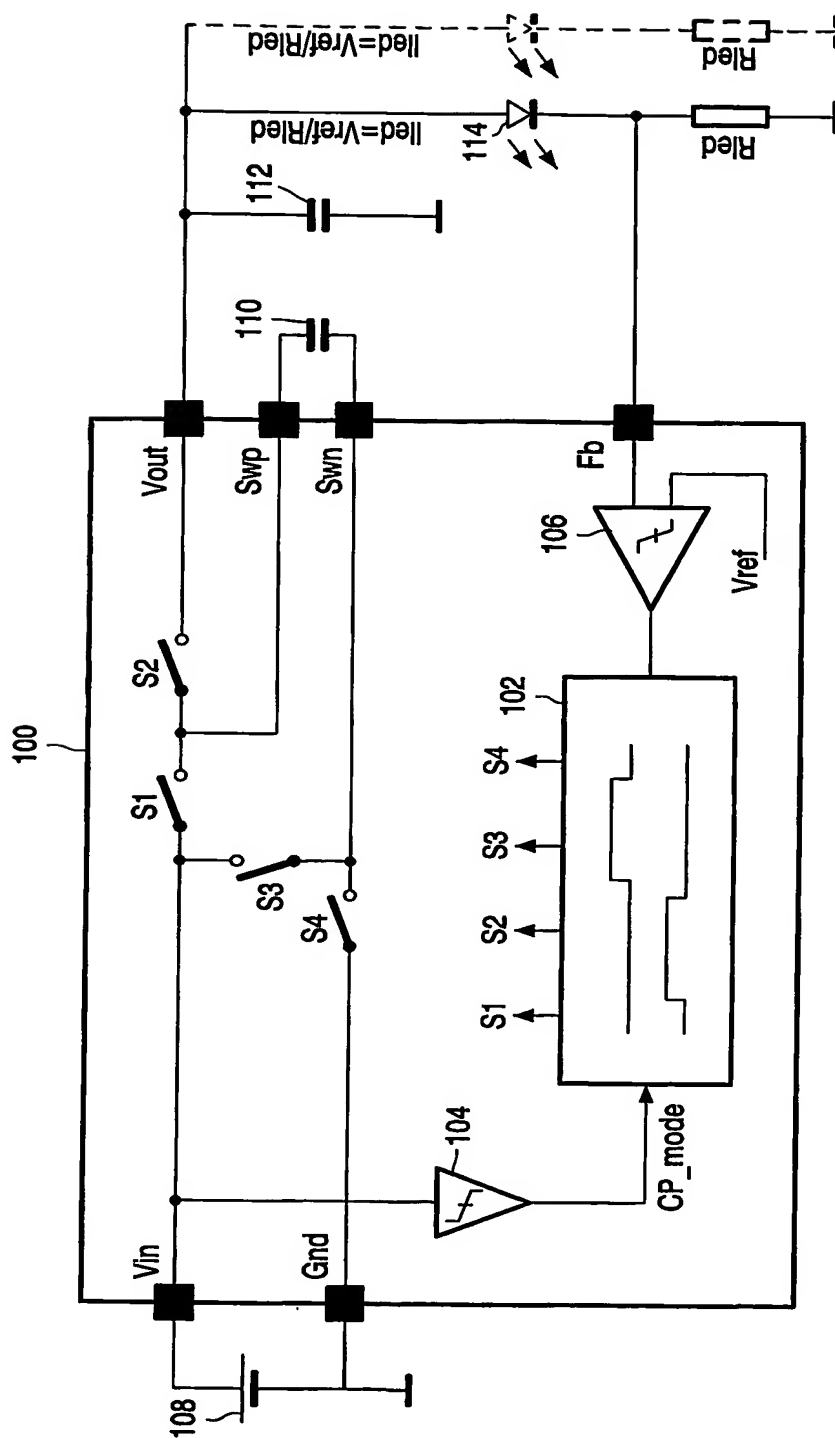 100
108
Vin
Gnd
S1
S2
S3
S4
Vout
Swp
Swn
110
112
Iled=Vref/Rled
Iled=Vref/Rled
114
Rled
Rled
104
CP_mode
S1
S2
S3
S4
102
106
Vref
Fb